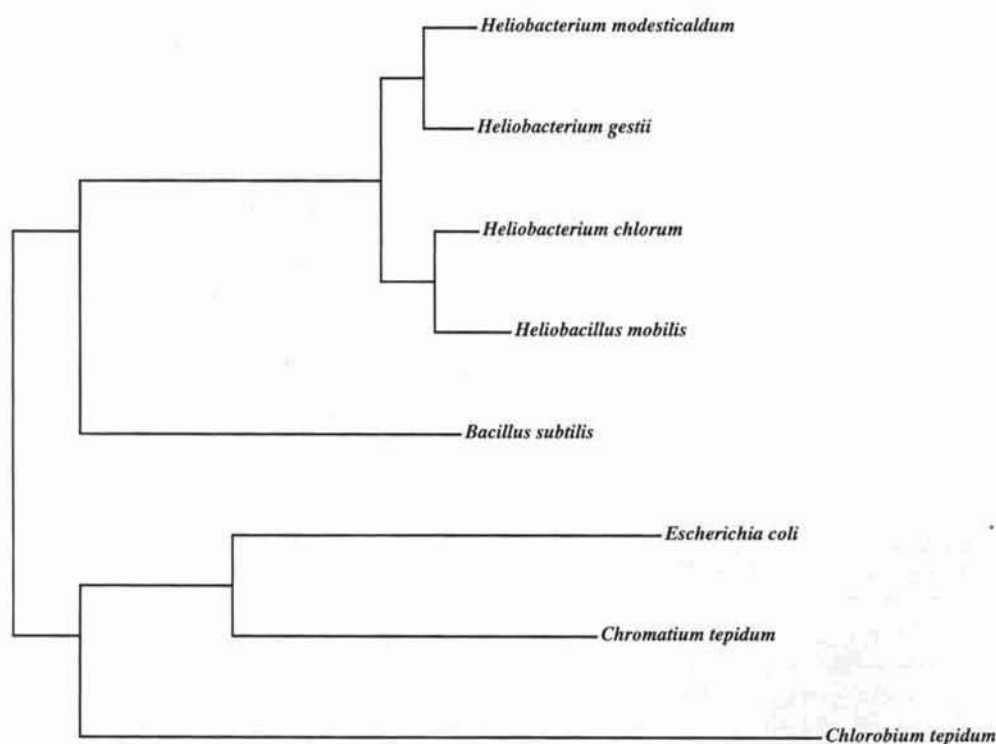 Heliobacterium modesticaldum
Heliobacterium gestii
Heliobacterium chlorum
Heliobacillus mobilis
Bacillus subtilis
Escherichia coli
Chromatium tepidum
Chlorobium tepidum